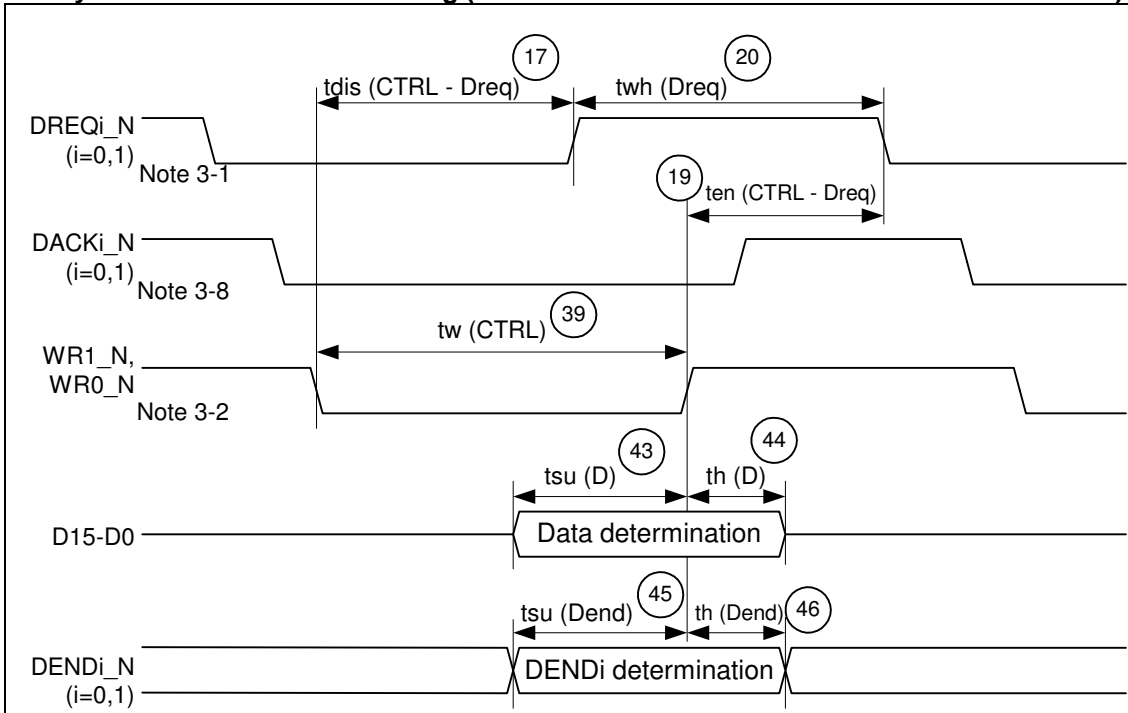 17
20
tdis (CTRL - Dreq)
twh (Dreq)
DREQi_N
(i=0,1)
Note 3-1
19
ten (CTRL - Dreq)
DACKi_N
(i=0,1)
Note 3-8
39
tw (CTRL)
WR1_N,
WR0_N
Note 3-2
43
44
tsu (D)
th (D)
D15-D0
Data determination
45
46
tsu (Dend)
th (Dend)
DENDi_N
(i=0,1)
DENDi determination